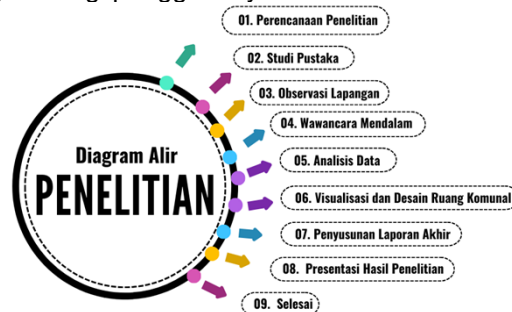 Diagram Alir
PENELITIAN
01. Perencanaan Penelitian
02. Studi Pustaka
03. Observasi Lapangan
04. Wawancara Mendalam
05. Analisis Data
06. Visualisasi dan Desain Ruang Komunal
07. Penyusunan Laporan Akhir
08. Presentasi Hasil Penelitian
09. Selesai